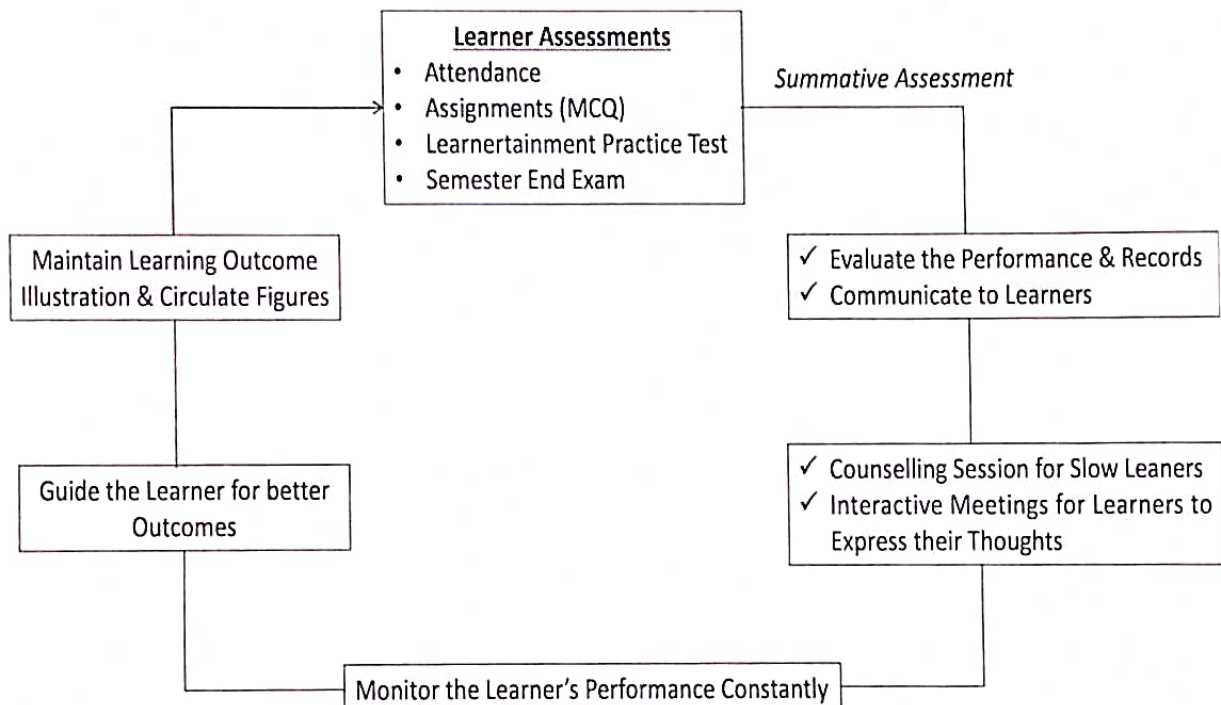 Learner Assessments
• Attendance
• Assignments (MCQ)
• Learnertainment Practice Test
• Semester End Exam
Summative Assessment
✓ Evaluate the Performance & Records
✓ Communicate to Learners
✓ Counselling Session for Slow Leaners
✓ Interactive Meetings for Learners to
Express their Thoughts
Monitor the Learner's Performance Constantly
Guide the Learner for better
Outcomes
Maintain Learning Outcome
Illustration & Circulate Figures